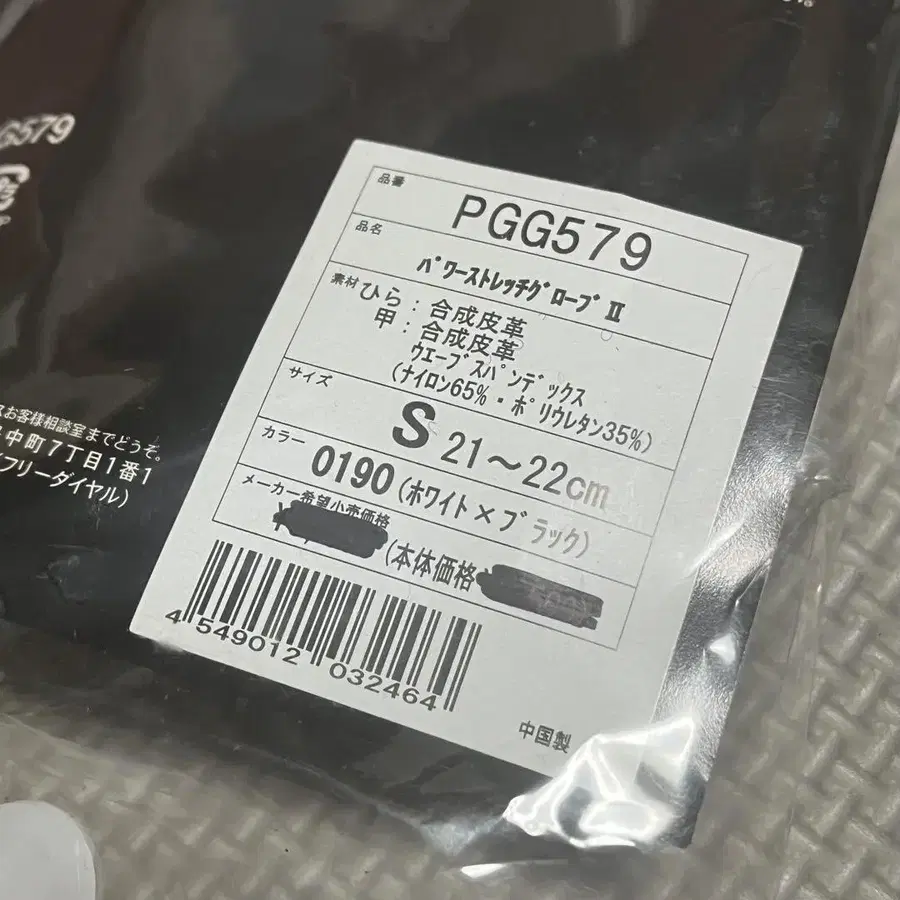 G579
品番
PGG579
品名
ﾊﾟﾜｰｽﾄﾚｯﾁｸﾞﾛｰﾌﾞⅡ
素材
ひら：合成皮革
甲：合成皮革
ｳｴｰﾌﾞｽﾊﾟﾝﾃﾞｯｸｽ
(ﾅｲﾛﾝ65%・ﾎﾟﾘｳﾚﾀﾝ35%)
サイズ
S 21～22cm
カラー
0190(ﾎﾜｲﾄ×ﾌﾞﾗｯｸ)
メーカー希望小売価格
(本体価格
4 549012 032464
中国製
お客様相談室までどうぞ。
中町7丁目1番1
(フリーダイヤル)